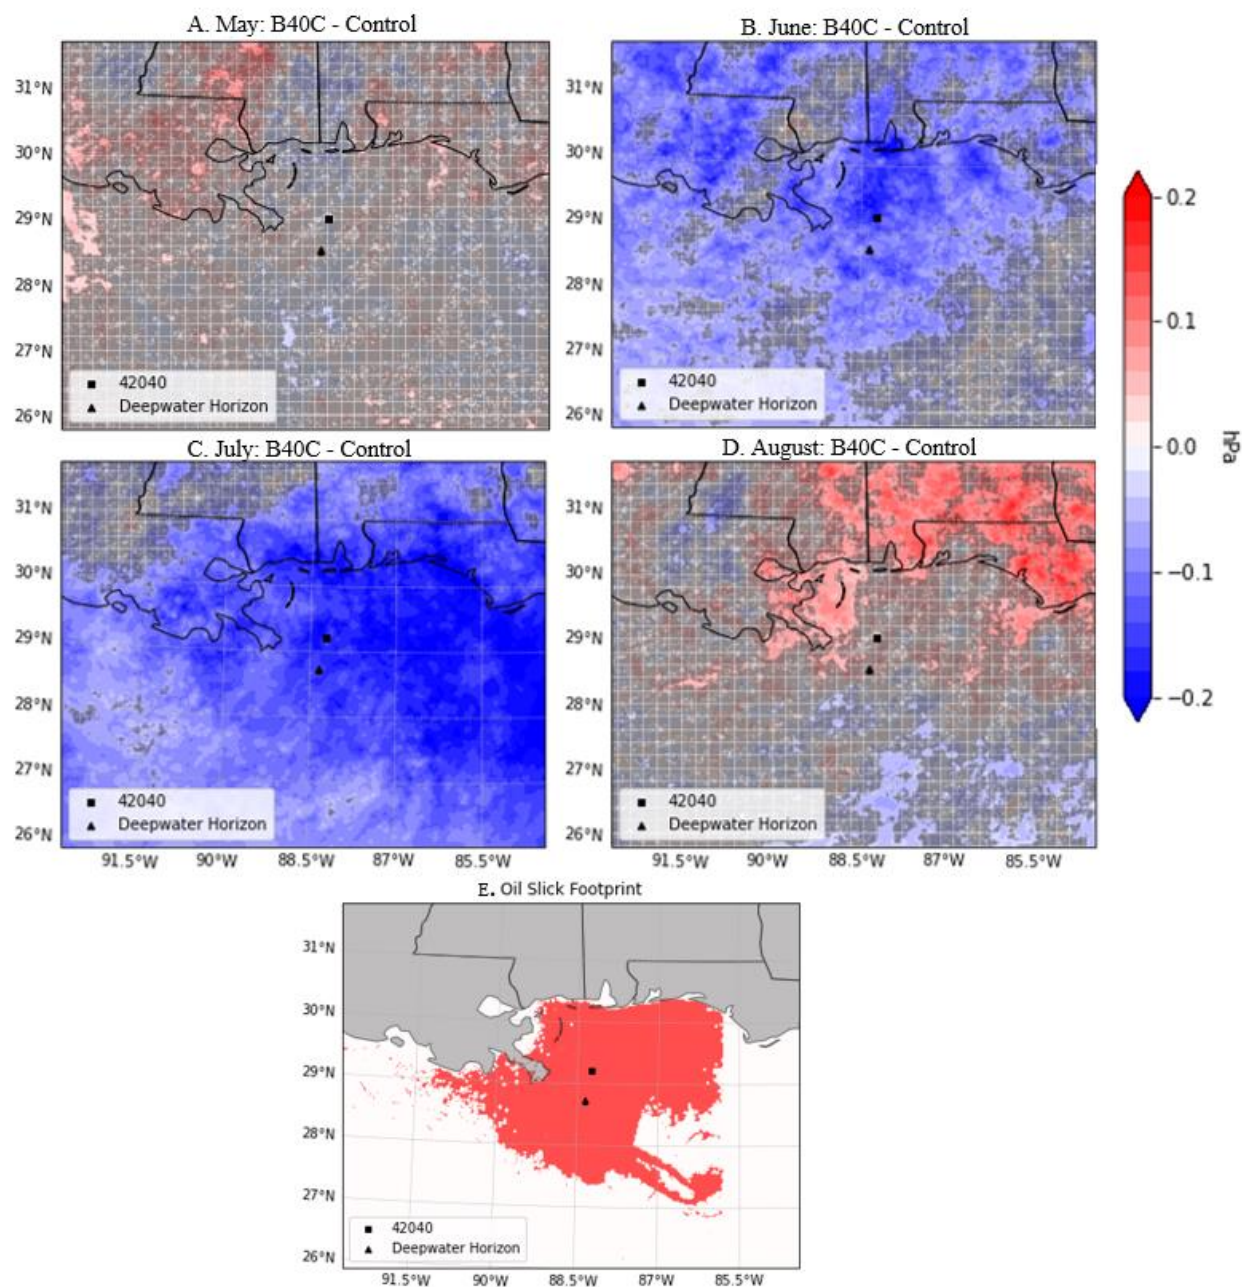 A. May: B40C - Control
B. June: B40C - Control
31°N
30°N
29°N
28°N
27°N
26°N
42040
Deepwater Horizon
31°N
30°N
29°N
28°N
27°N
26°N
42040
Deepwater Horizon
0.2
0.1
0.0
−0.1
−0.2
hPa
C. July: B40C - Control
D. August: B40C - Control
31°N
30°N
29°N
28°N
27°N
26°N
42040
Deepwater Horizon
91.5°W 90°W 88.5°W 87°W 85.5°W
31°N
30°N
29°N
28°N
27°N
26°N
42040
Deepwater Horizon
91.5°W 90°W 88.5°W 87°W 85.5°W
E. Oil Slick Footprint
31°N
30°N
29°N
28°N
27°N
26°N
42040
Deepwater Horizon
91.5°W 90°W 88.5°W 87°W 85.5°W